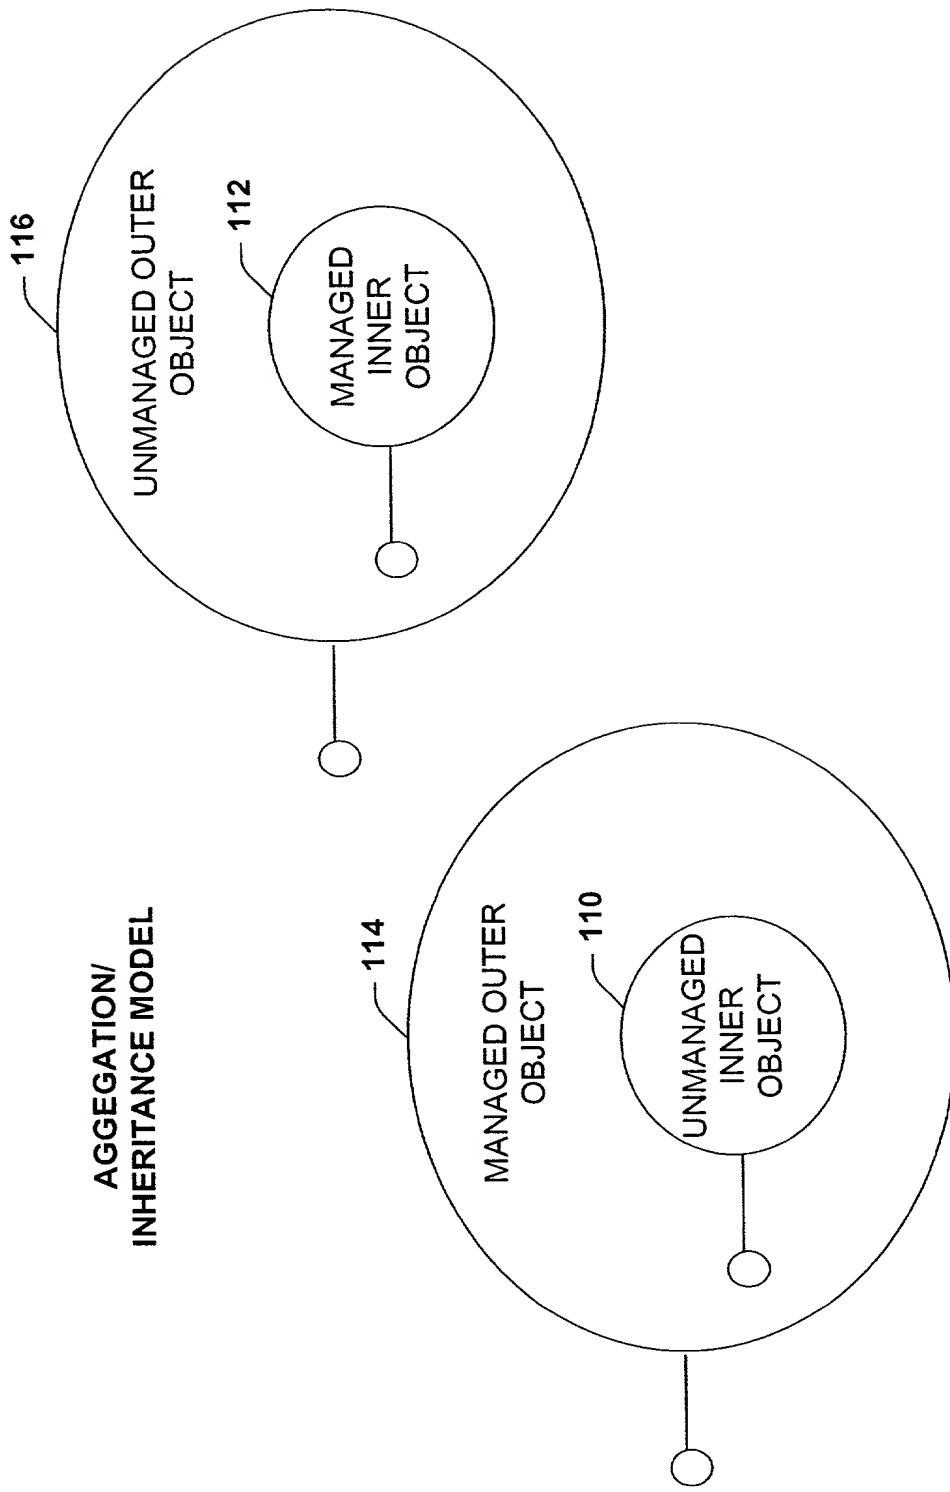 AGGEGATION/
INHERITANCE MODEL
114
MANAGED OUTER
OBJECT
110
UNMANAGED
INNER
OBJECT
116
UNMANAGED OUTER
OBJECT
112
MANAGED
INNER
OBJECT